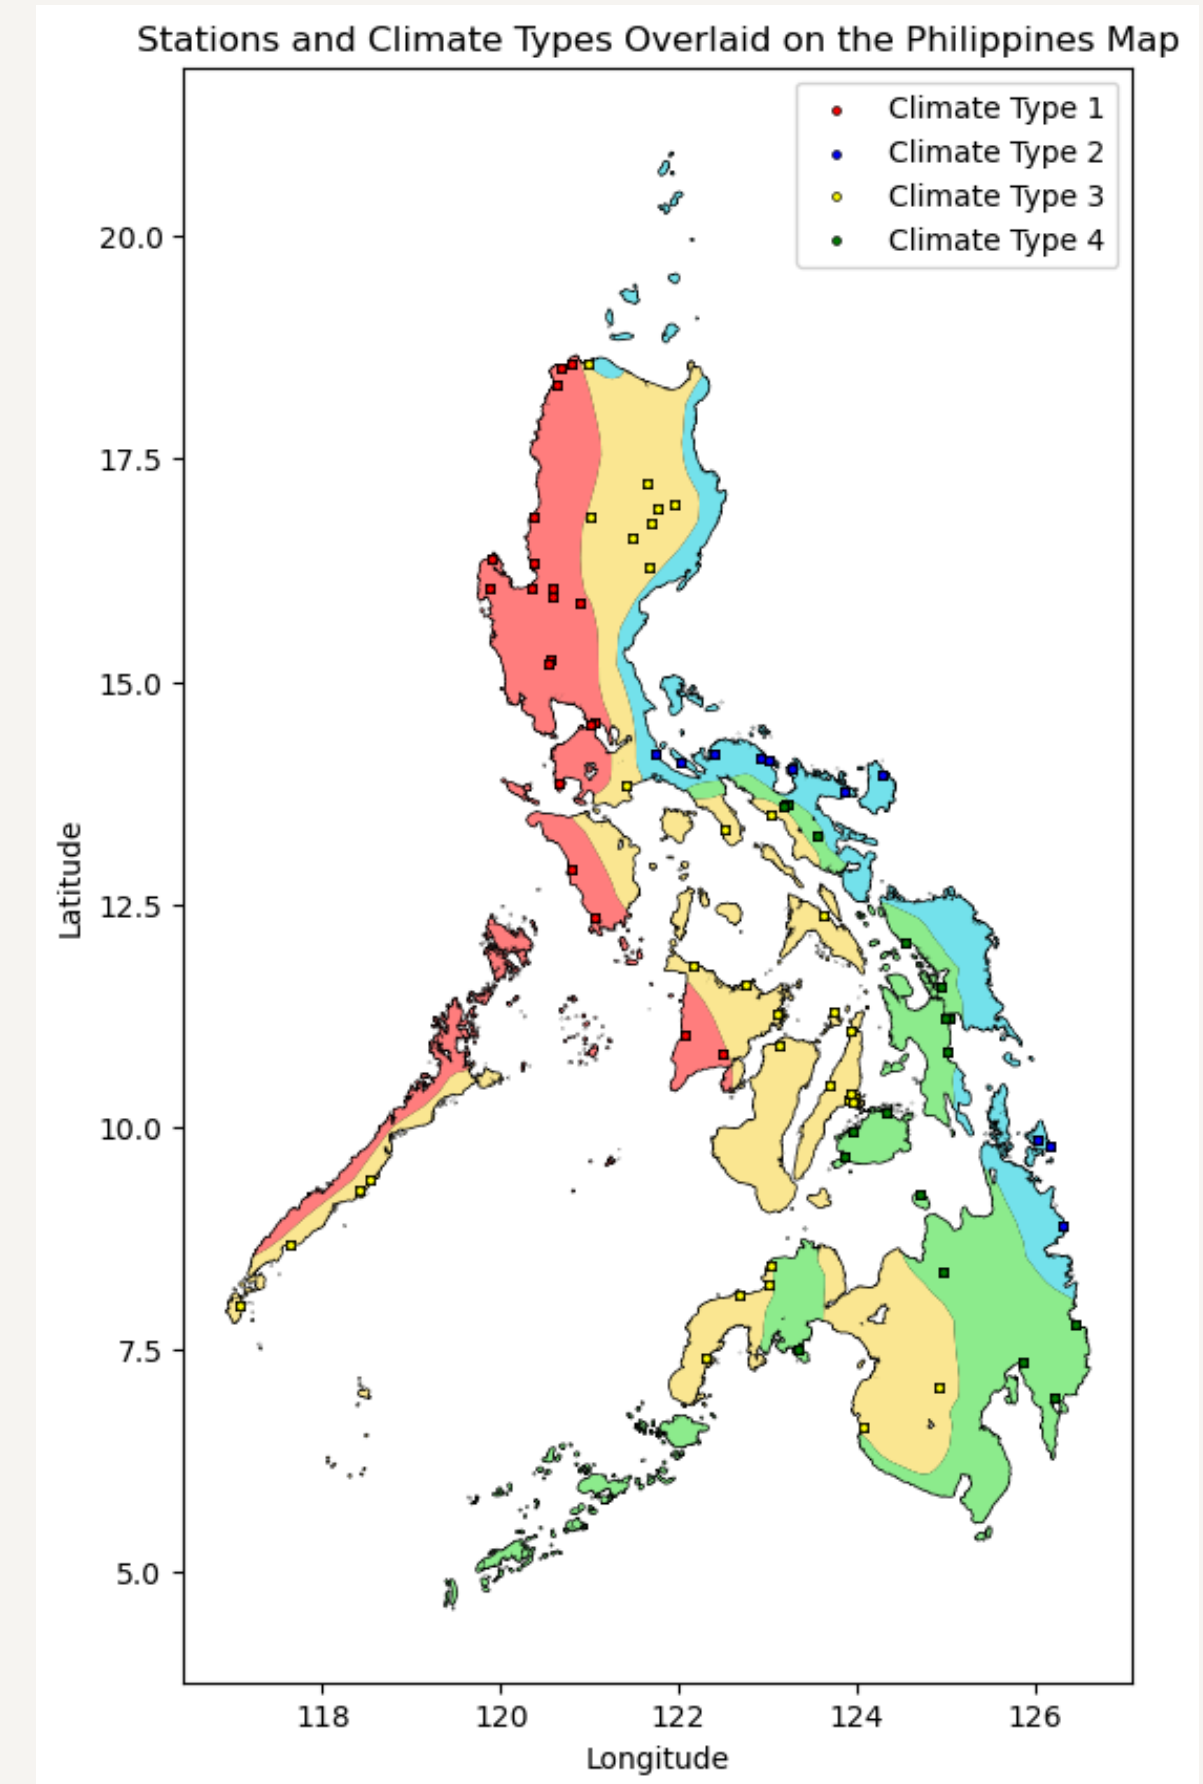 Stations and Climate Types Overlaid on the Philippines Map
Climate Type 1
Climate Type 2
Climate Type 3
Climate Type 4
20.0
17.5
15.0
12.5
10.0
7.5
5.0
Latitude
118 120 122 124 126
Longitude